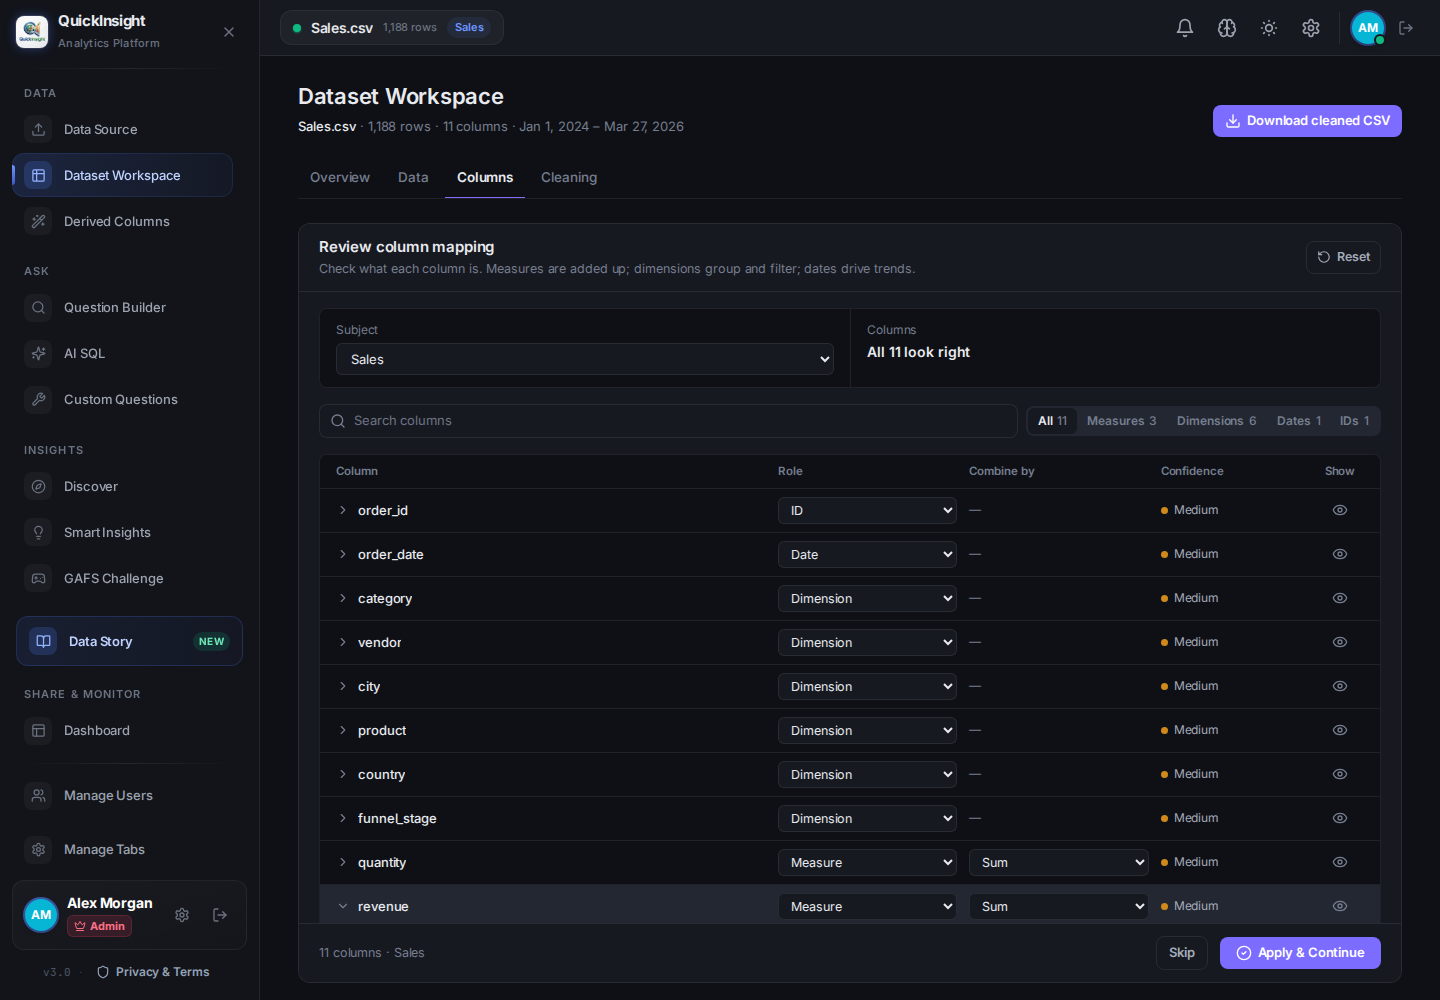 QuickInsight
Analytics Platform
DATA
Data Source
Dataset Workspace
Derived Columns
ASK
Question Builder
AI SQL
Custom Questions
INSIGHTS
Discover
Smart Insights
GAFS Challenge
Data Story NEW
SHARE & MONITOR
Dashboard
Manage Users
Manage Tabs
AM Alex Morgan
Admin
v3.0 · Privacy & Terms
Sales.csv 1,188 rows Sales
AM
Dataset Workspace
Sales.csv · 1,188 rows · 11 columns · Jan 1, 2024 – Mar 27, 2026
Download cleaned CSV
Overview Data Columns Cleaning
Review column mapping
Check what each column is. Measures are added up; dimensions group and filter; dates drive trends.
Reset
Subject
Sales
Columns
All 11 look right
Search columns
All 11 Measures 3 Dimensions 6 Dates 1 IDs 1
Column Role Combine by Confidence Show
order_id ID — Medium
order_date Date — Medium
category Dimension — Medium
vendor Dimension — Medium
city Dimension — Medium
product Dimension — Medium
country Dimension — Medium
funnel_stage Dimension — Medium
quantity Measure Sum Medium
revenue Measure Sum Medium
11 columns · Sales
Skip
Apply & Continue